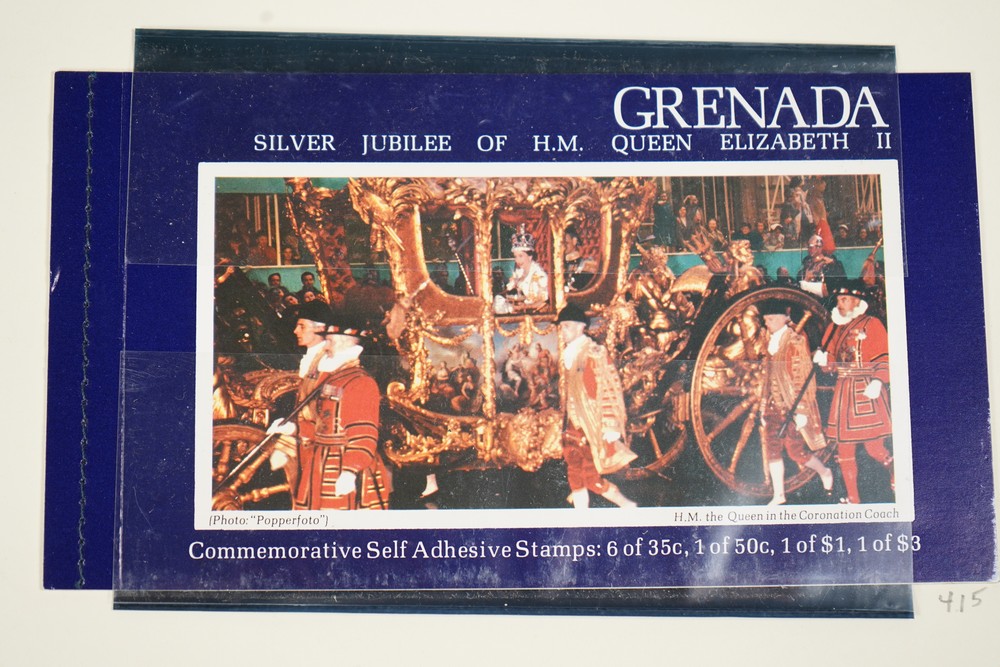 GRENADA
SILVER JUBILEE OF H.M. QUEEN ELIZABETH II
(Photo: "Popperfoto")
H.M. the Queen in the Coronation Coach
Commemorative Self Adhesive Stamps: 6 of 35c, 1 of 50c, 1 of $1, 1 of $3
415